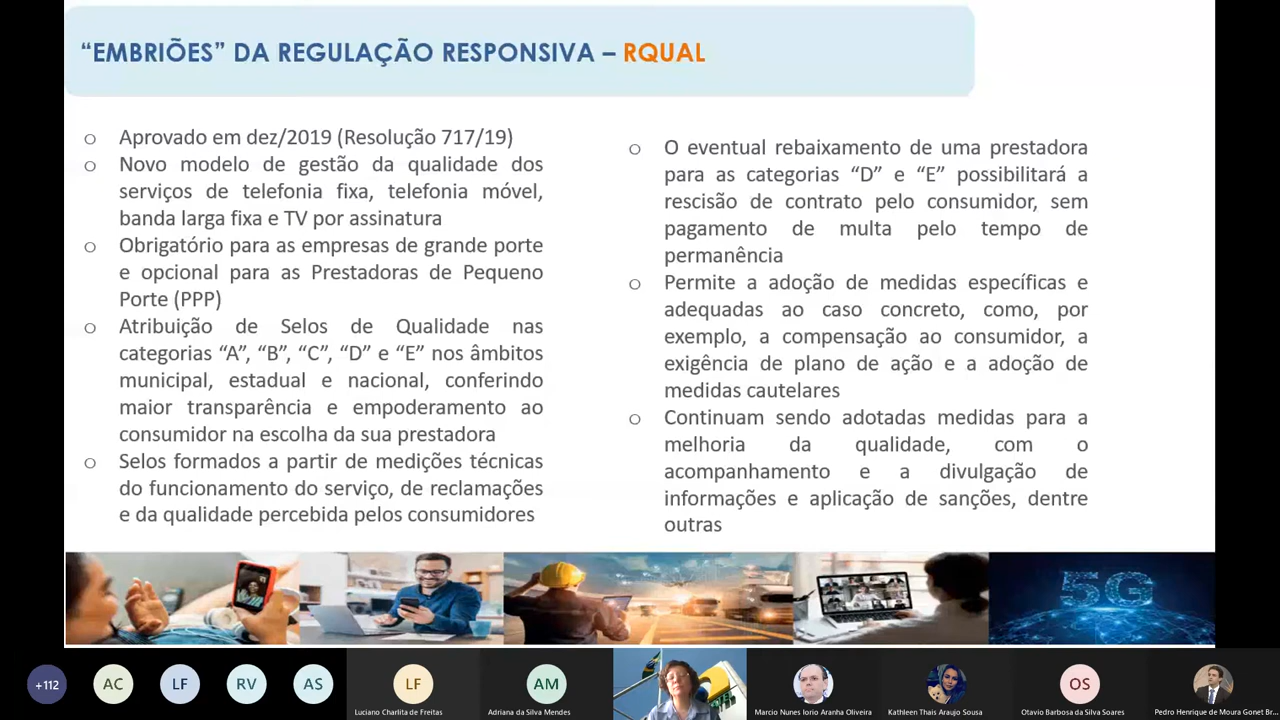 “EMBRIÕES” DA REGULAÇÃO RESPONSIVA – RQUAL
o Aprovado em dez/2019 (Resolução 717/19)
o Novo modelo de gestão da qualidade dos
serviços de telefonia fixa, telefonia móvel,
banda larga fixa e TV por assinatura
o Obrigatório para as empresas de grande porte
e opcional para as Prestadoras de Pequeno
Porte (PPP)
o Atribuição de Selos de Qualidade nas
categorias “A”, “B”, “C”, “D” e “E” nos âmbitos
municipal, estadual e nacional, conferindo
maior transparência e empoderamento ao
consumidor na escolha da sua prestadora
o Selos formados a partir de medições técnicas
do funcionamento do serviço, de reclamações
e da qualidade percebida pelos consumidores
o O eventual rebaixamento de uma prestadora
para as categorias “D” e “E” possibilitará a
rescisão de contrato pelo consumidor, sem
pagamento de multa pelo tempo de
permanência
o Permite a adoção de medidas específicas e
adequadas ao caso concreto, como, por
exemplo, a compensação ao consumidor, a
exigência de plano de ação e a adoção de
medidas cautelares
o Continuam sendo adotadas medidas para a
melhoria da qualidade, com o
acompanhamento e a divulgação de
informações e aplicação de sanções, dentre
outras
5G
+112
AC
LF
RV
AS
LF
AM
OS
Luciano Charlita de Freitas
Adriana da Silva Mendes
Marcio Nunes Iorio Aranha Oliveira
Kathleen Thais Araujo Sousa
Otavio Barbosa da Silva Soares
Pedro Henrique de Moura Gonet Br...